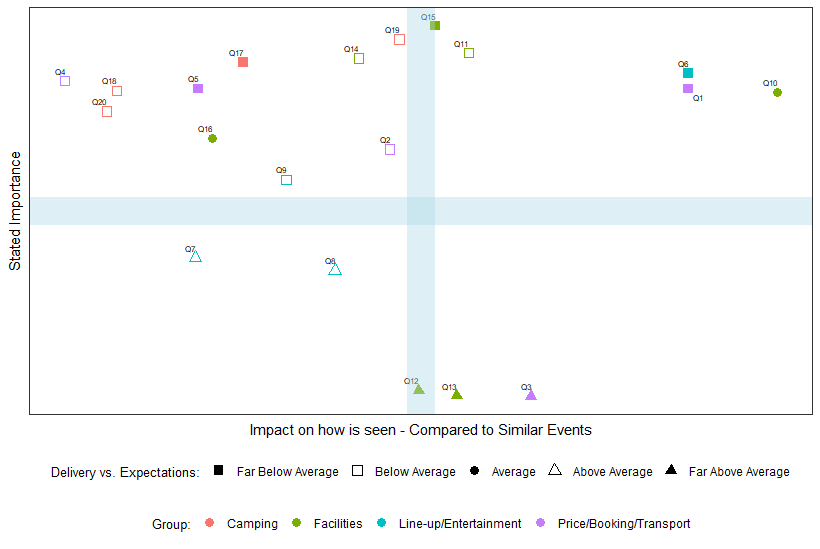 Q15
Q19
Q11
Q14
Q17
Q6
Q4
Q5
Q18
Q10
Q1
Q20
Q16
Q2
Q9
Q7
Q8
Q12
Q13
Q3
Stated Importance
Impact on how is seen - Compared to Similar Events
Delivery vs. Expectations: Far Below Average Below Average Average Above Average Far Above Average
Group: Camping Facilities Line-up/Entertainment Price/Booking/Transport